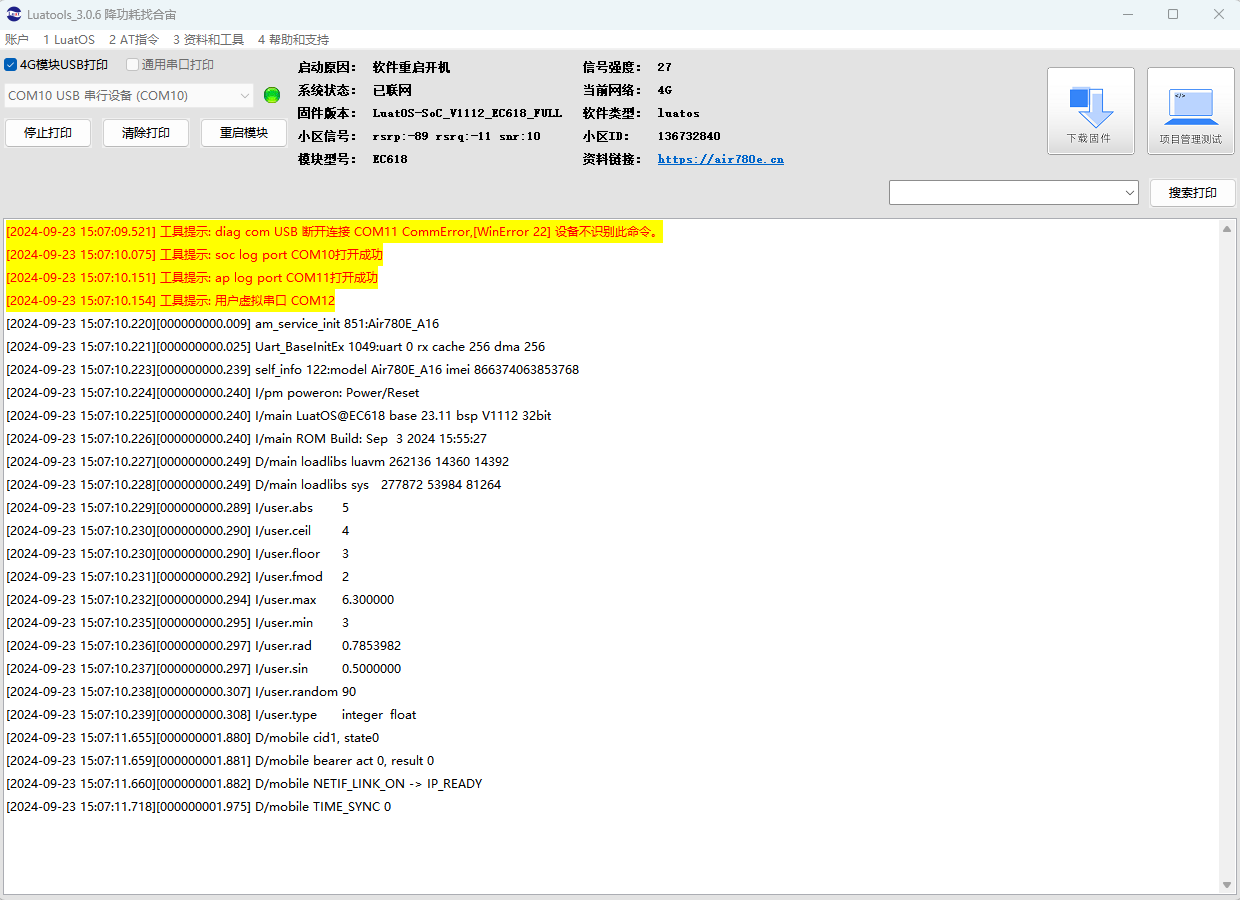 Luatools_3.0.6 降功耗找合宙
账户 1 LuatOS 2 AT指令 3 资料和工具 4 帮助和支持
4G模块USB打印 通用串口打印
COM10 USB 串行设备 (COM10)
停止打印 清除打印 重启模块
启动原因: 软件重启开机 信号强度: 27
系统状态: 已联网 当前网络: 4G
固件版本: LuatOS-SoC_V1112_EC618_FULL 软件类型: luatos
小区信号: rsrp:-89 rsrq:-11 snr:10 小区ID: 136732840
模块型号: EC618 资料链接: https://air780e.cn
下载固件 项目管理测试
搜索打印
[2024-09-23 15:07:09.521] 工具提示: diag com USB 断开连接 COM11 CommError,[WinError 22] 设备不识别此命令。
[2024-09-23 15:07:10.075] 工具提示: soc log port COM10打开成功
[2024-09-23 15:07:10.151] 工具提示: ap log port COM11打开成功
[2024-09-23 15:07:10.154] 工具提示: 用户虚拟串口 COM12
[2024-09-23 15:07:10.220][000000000.009] am_service_init 851:Air780E_A16
[2024-09-23 15:07:10.221][000000000.025] Uart_BaseInitEx 1049:uart 0 rx cache 256 dma 256
[2024-09-23 15:07:10.223][000000000.239] self_info 122:model Air780E_A16 imei 866374063853768
[2024-09-23 15:07:10.224][000000000.240] I/pm poweron: Power/Reset
[2024-09-23 15:07:10.225][000000000.240] I/main LuatOS@EC618 base 23.11 bsp V1112 32bit
[2024-09-23 15:07:10.226][000000000.240] I/main ROM Build: Sep  3 2024 15:55:27
[2024-09-23 15:07:10.227][000000000.249] D/main loadlibs luavm 262136 14360 14392
[2024-09-23 15:07:10.228][000000000.249] D/main loadlibs sys   277872 53984 81264
[2024-09-23 15:07:10.229][000000000.289] I/user.abs 5
[2024-09-23 15:07:10.230][000000000.290] I/user.ceil 4
[2024-09-23 15:07:10.230][000000000.290] I/user.floor 3
[2024-09-23 15:07:10.231][000000000.292] I/user.fmod 2
[2024-09-23 15:07:10.232][000000000.294] I/user.max 6.300000
[2024-09-23 15:07:10.235][000000000.295] I/user.min 3
[2024-09-23 15:07:10.236][000000000.297] I/user.rad 0.7853982
[2024-09-23 15:07:10.237][000000000.297] I/user.sin 0.5000000
[2024-09-23 15:07:10.238][000000000.307] I/user.random 90
[2024-09-23 15:07:10.239][000000000.308] I/user.type integer float
[2024-09-23 15:07:11.655][000000001.880] D/mobile cid1, state0
[2024-09-23 15:07:11.659][000000001.881] D/mobile bearer act 0, result 0
[2024-09-23 15:07:11.660][000000001.882] D/mobile NETIF_LINK_ON -> IP_READY
[2024-09-23 15:07:11.718][000000001.975] D/mobile TIME_SYNC 0